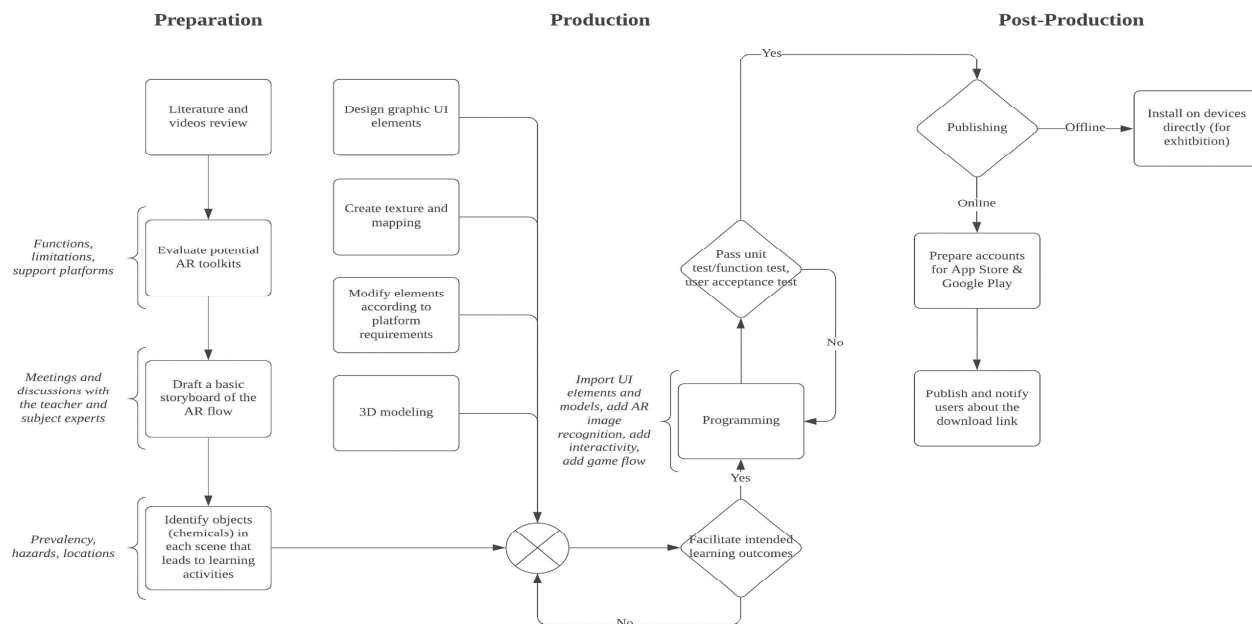 Preparation
Production
Post-Production
Literature and
videos review
Functions,
limitations,
support platforms
Evaluate potential
AR toolkits
Meetings and
discussions with
the teacher and
subject experts
Draft a basic
storyboard of the
AR flow
Prevalency,
hazards, locations
Identify objects
(chemicals) in
each scene that
leads to learning
activities
Design graphic UI
elements
Create texture and
mapping
Modify elements
according to
platform
requirements
3D modeling
No
Facilitate intended
learning outcomes
Yes
Import UI
elements and
models, add AR
image
recognition, add
interactivity,
add game flow
Programming
No
Pass unit
test/function test,
user acceptance test
Yes
Publishing
Offline
Install on devices
directly (for
exhitbition)
Online
Prepare accounts
for App Store &
Google Play
Publish and notify
users about the
download link